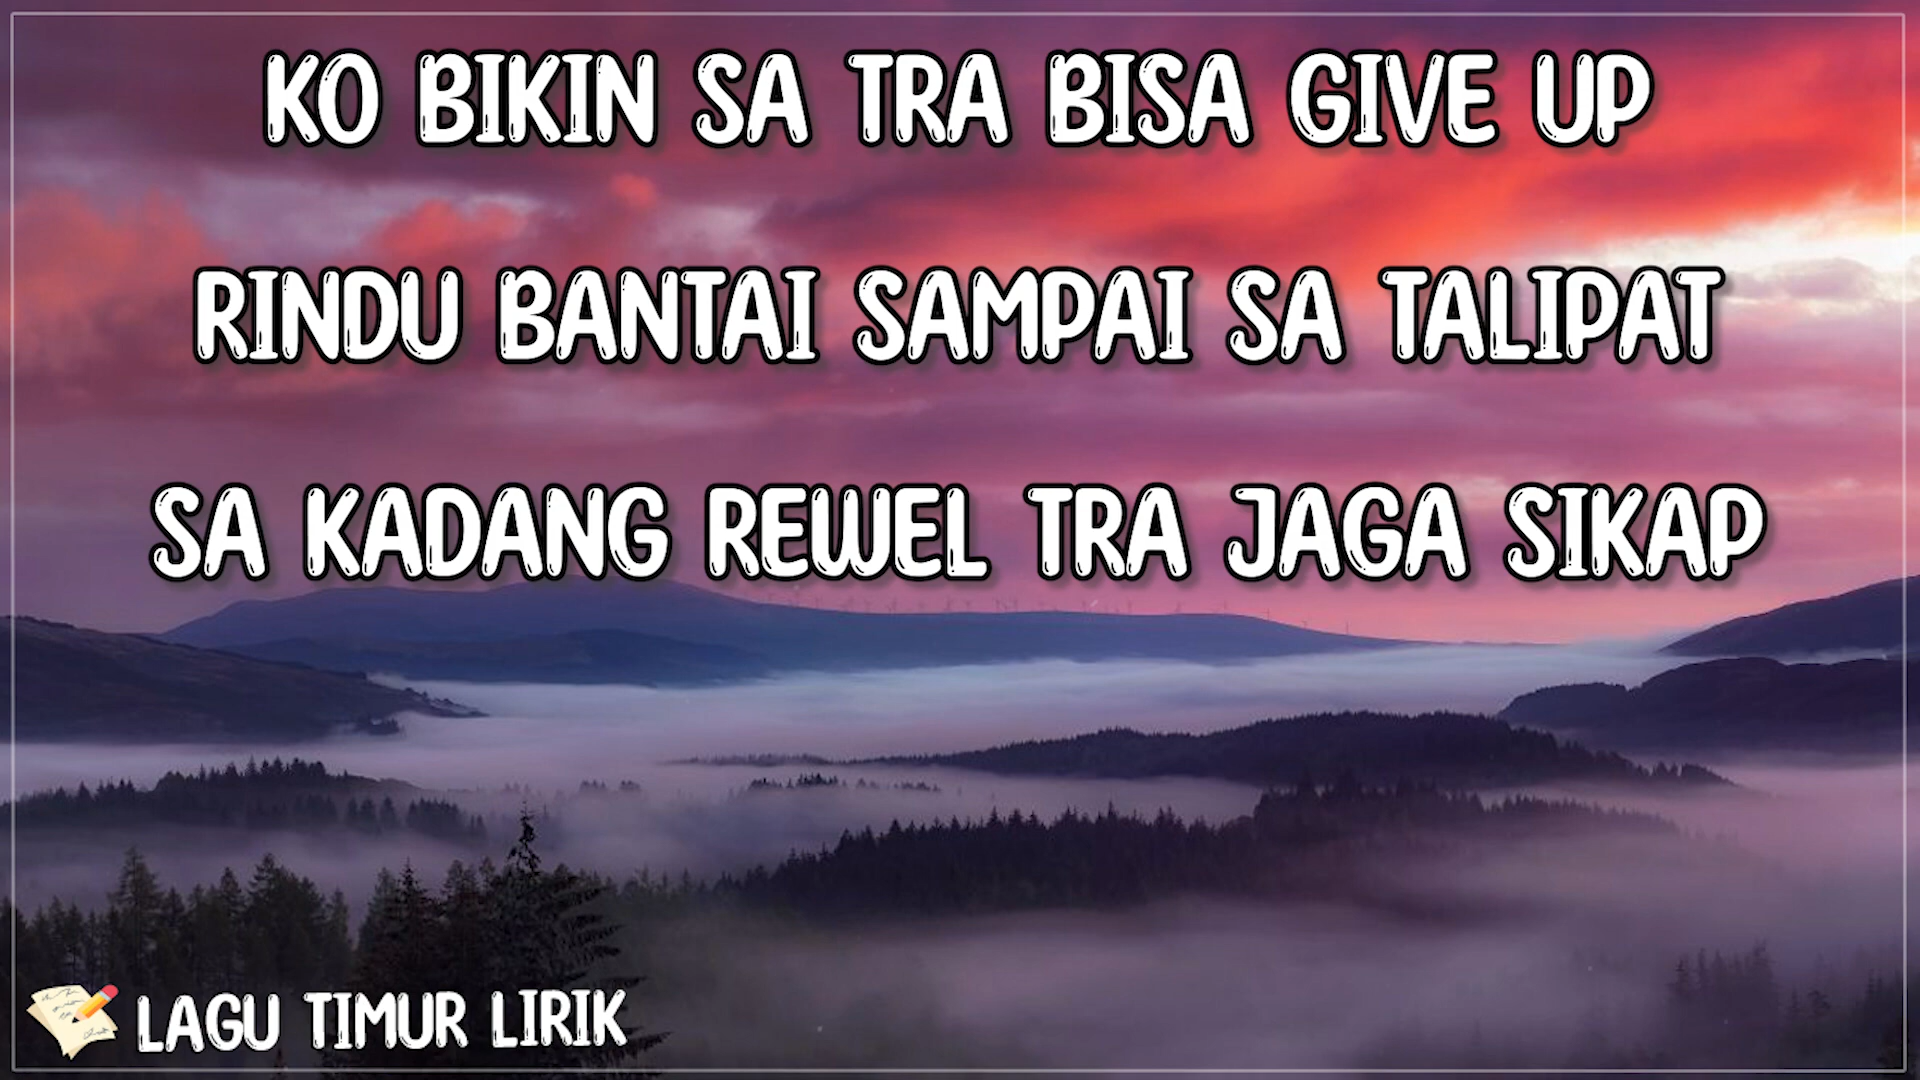 KO BIKIN SA TRA BISA GIVE UP
RINDU BANTAI SAMPAI SA TALIPAT
SA KADANG REWEL TRA JAGA SIKAP
LAGU TIMUR LIRIK